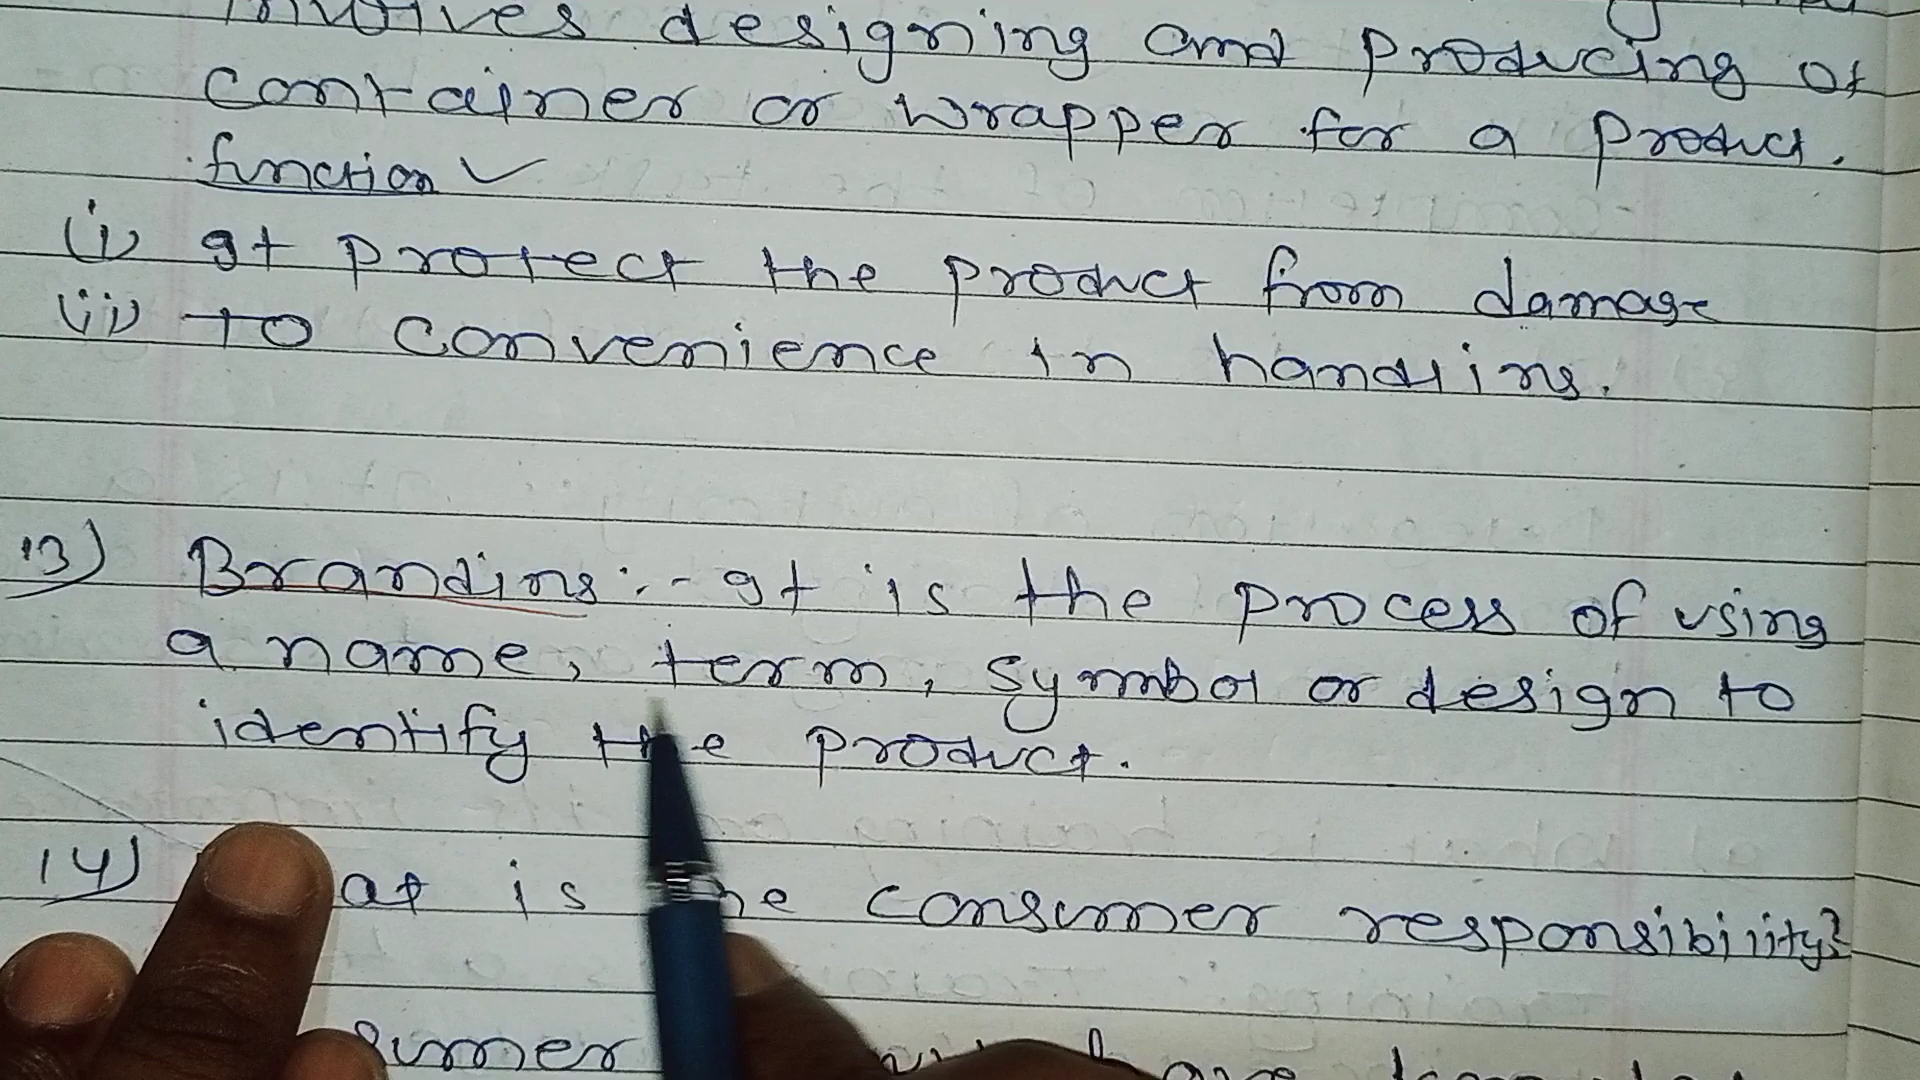 involves designing and producing of
container or wrapper for a product.
function
(i) It protect the product from damage
(ii) To convenience in handling.
13) Branding:- It is the process of using
a name, term, symbol or design to
identify the product.
14) is the consumer responsibility?